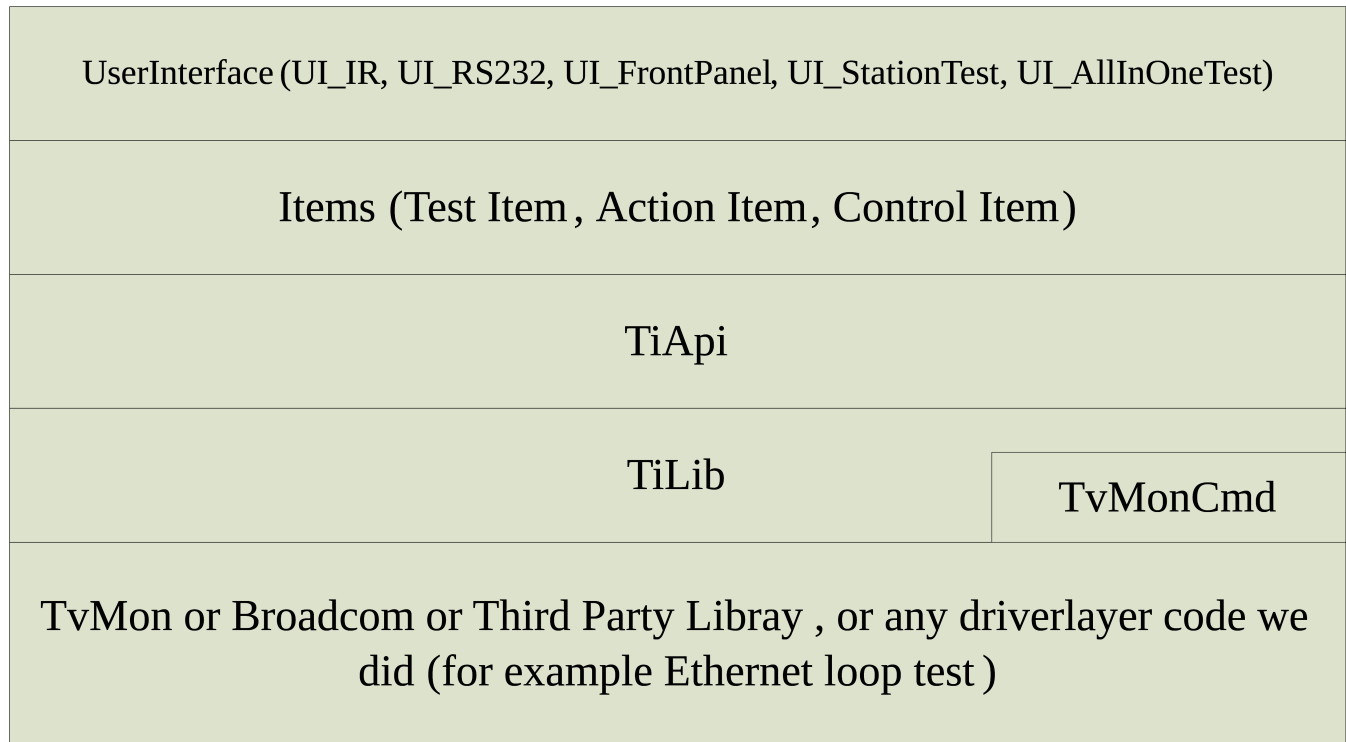 UserInterface (UI_IR, UI_RS232, UI_FrontPanel, UI_StationTest, UI_AllInOneTest)
Items (Test Item, Action Item, Control Item)
TiApi
TiLib
TvMonCmd
TvMon or Broadcom or Third Party Libray , or any driverlayer code we
did (for example Ethernet loop test )